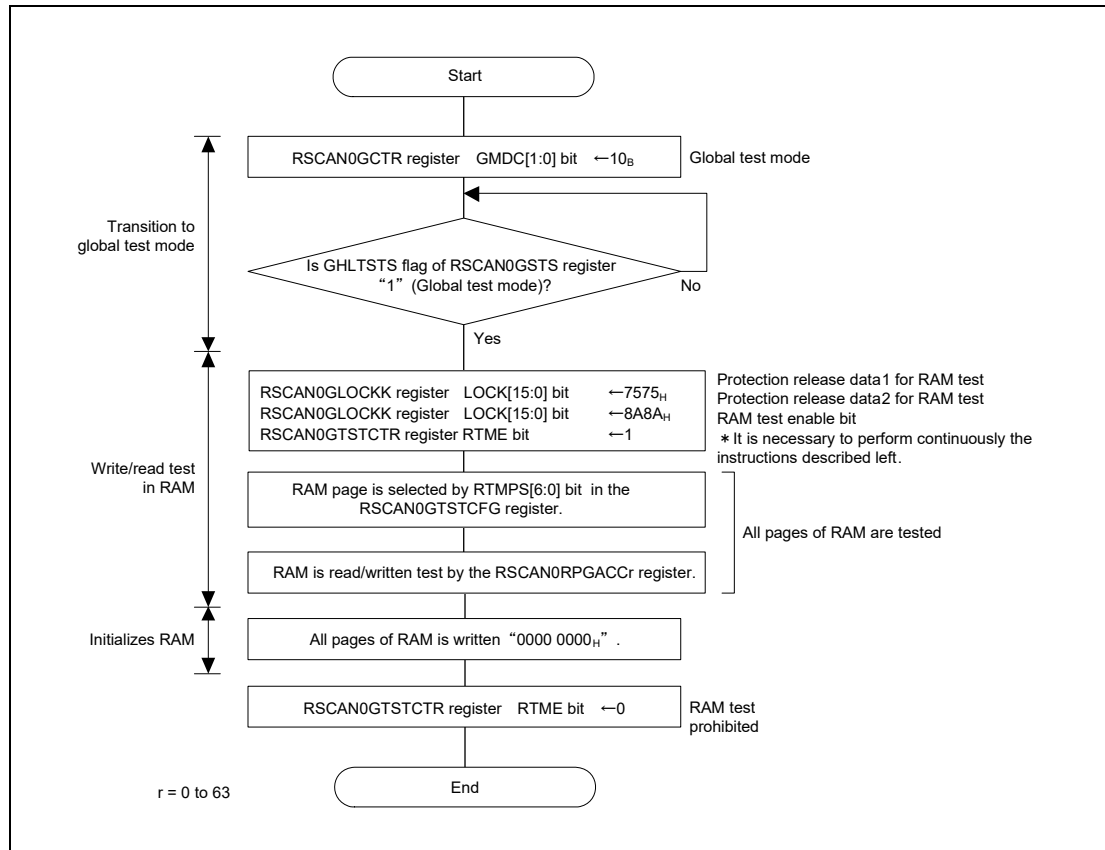 Start
RSCAN0GCTR register GMDC[1:0] bit ←10B
Global test mode
Transition to
global test mode
Is GHLTSTS flag of RSCAN0GSTS register
“1” (Global test mode)?
No
Yes
RSCAN0GLOCKK register LOCK[15:0] bit ←7575H
RSCAN0GLOCKK register LOCK[15:0] bit ←8A8AH
RSCAN0GTSTCTR register RTME bit ←1
Protection release data1 for RAM test
Protection release data2 for RAM test
RAM test enable bit
* It is necessary to perform continuously the
instructions described left.
Write/read test
in RAM
RAM page is selected by RTMPS[6:0] bit in the
RSCAN0GTSTCFG register.
All pages of RAM are tested
RAM is read/written test by the RSCAN0RPGACCr register.
Initializes RAM
All pages of RAM is written “0000 0000H” .
RSCAN0GTSTCTR register RTME bit ←0
RAM test
prohibited
End
r = 0 to 63